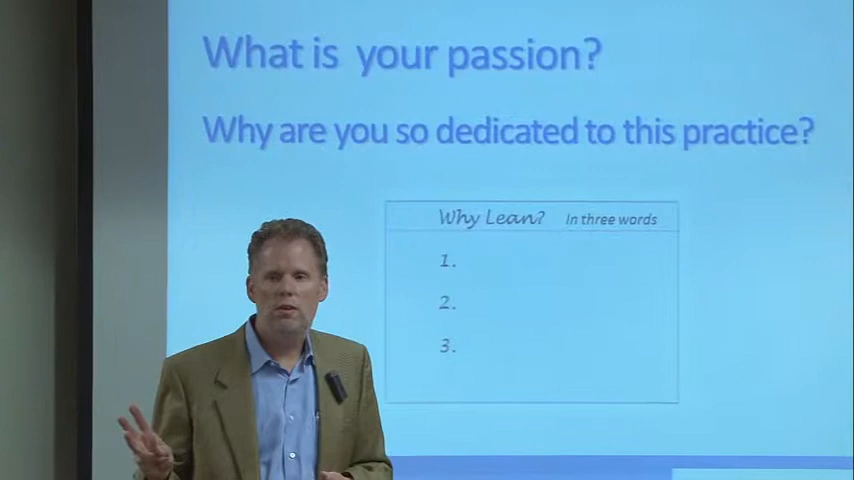 What is your passion?
Why are you so dedicated to this practice?
Why Lean? In three words
1.
2.
3.